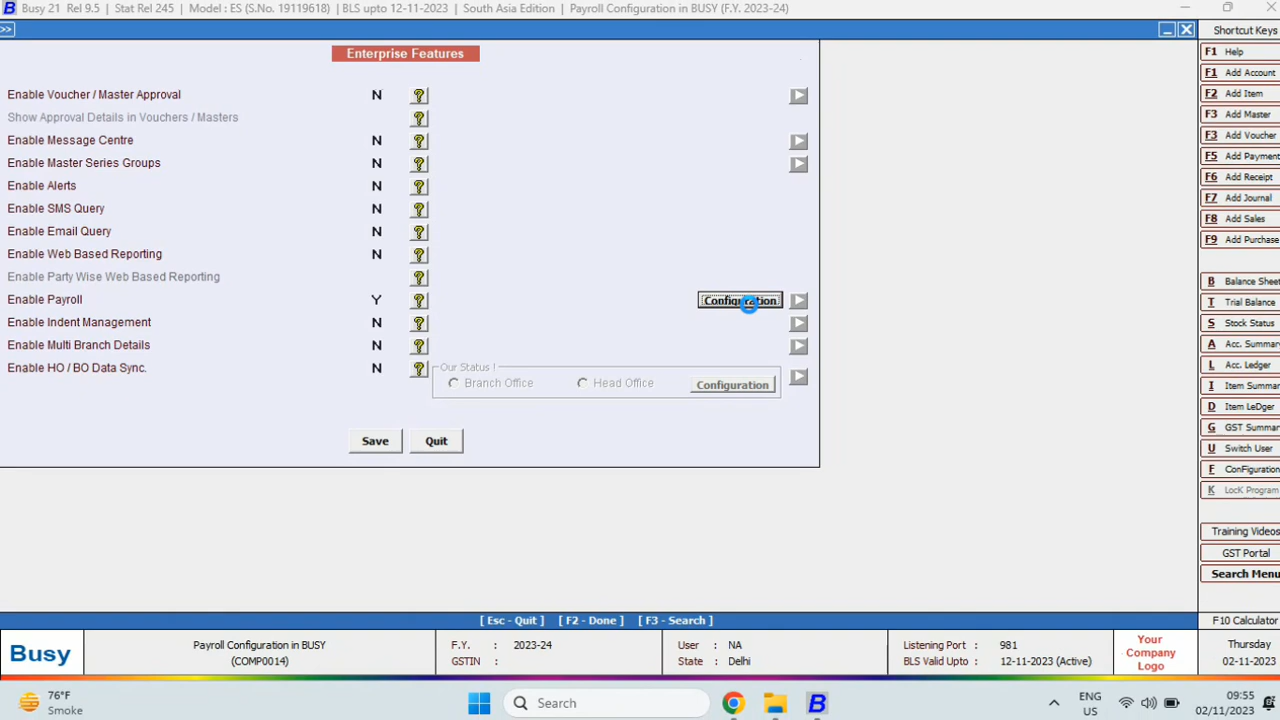 Busy 21 Rel 9.5 | Stat Rel 245 | Model : ES (S.No. 19119618) | BLS upto 12-11-2023 | South Asia Edition | Payroll Configuration in BUSY (F.Y. 2023-24)
>>
Shortcut Keys
Enterprise Features
F1 Help
F1 Add Account
F2 Add Item
F3 Add Master
F3 Add Voucher
F5 Add Payment
F6 Add Receipt
F7 Add Journal
F8 Add Sales
F9 Add Purchase
B Balance Sheet
T Trial Balance
S Stock Status
A Acc. Summary
L Acc. Ledger
I Item Summary
D Item LeDger
G GST Summary
U Switch User
F ConFiguration
K LocK Program
Training Videos
GST Portal
Search Menu
F10 Calculator
Enable Voucher / Master Approval N ?
Show Approval Details in Vouchers / Masters ?
Enable Message Centre N ?
Enable Master Series Groups N ?
Enable Alerts N ?
Enable SMS Query N ?
Enable Email Query N ?
Enable Web Based Reporting N ?
Enable Party Wise Web Based Reporting ?
Enable Payroll Y ? Configuration
Enable Indent Management N ?
Enable Multi Branch Details N ?
Enable HO / BO Data Sync. N ? Our Status !
Branch Office Head Office Configuration
Save Quit
[ Esc - Quit ] [ F2 - Done ] [ F3 - Search ]
Busy
Payroll Configuration in BUSY
(COMP0014)
F.Y. : 2023-24
GSTIN :
User : NA
State : Delhi
Listening Port : 981
BLS Valid Upto : 12-11-2023 (Active)
Your
Company
Logo
Thursday
02-11-2023
76°F
Smoke
Search
ENG
US
09:55
02/11/2023